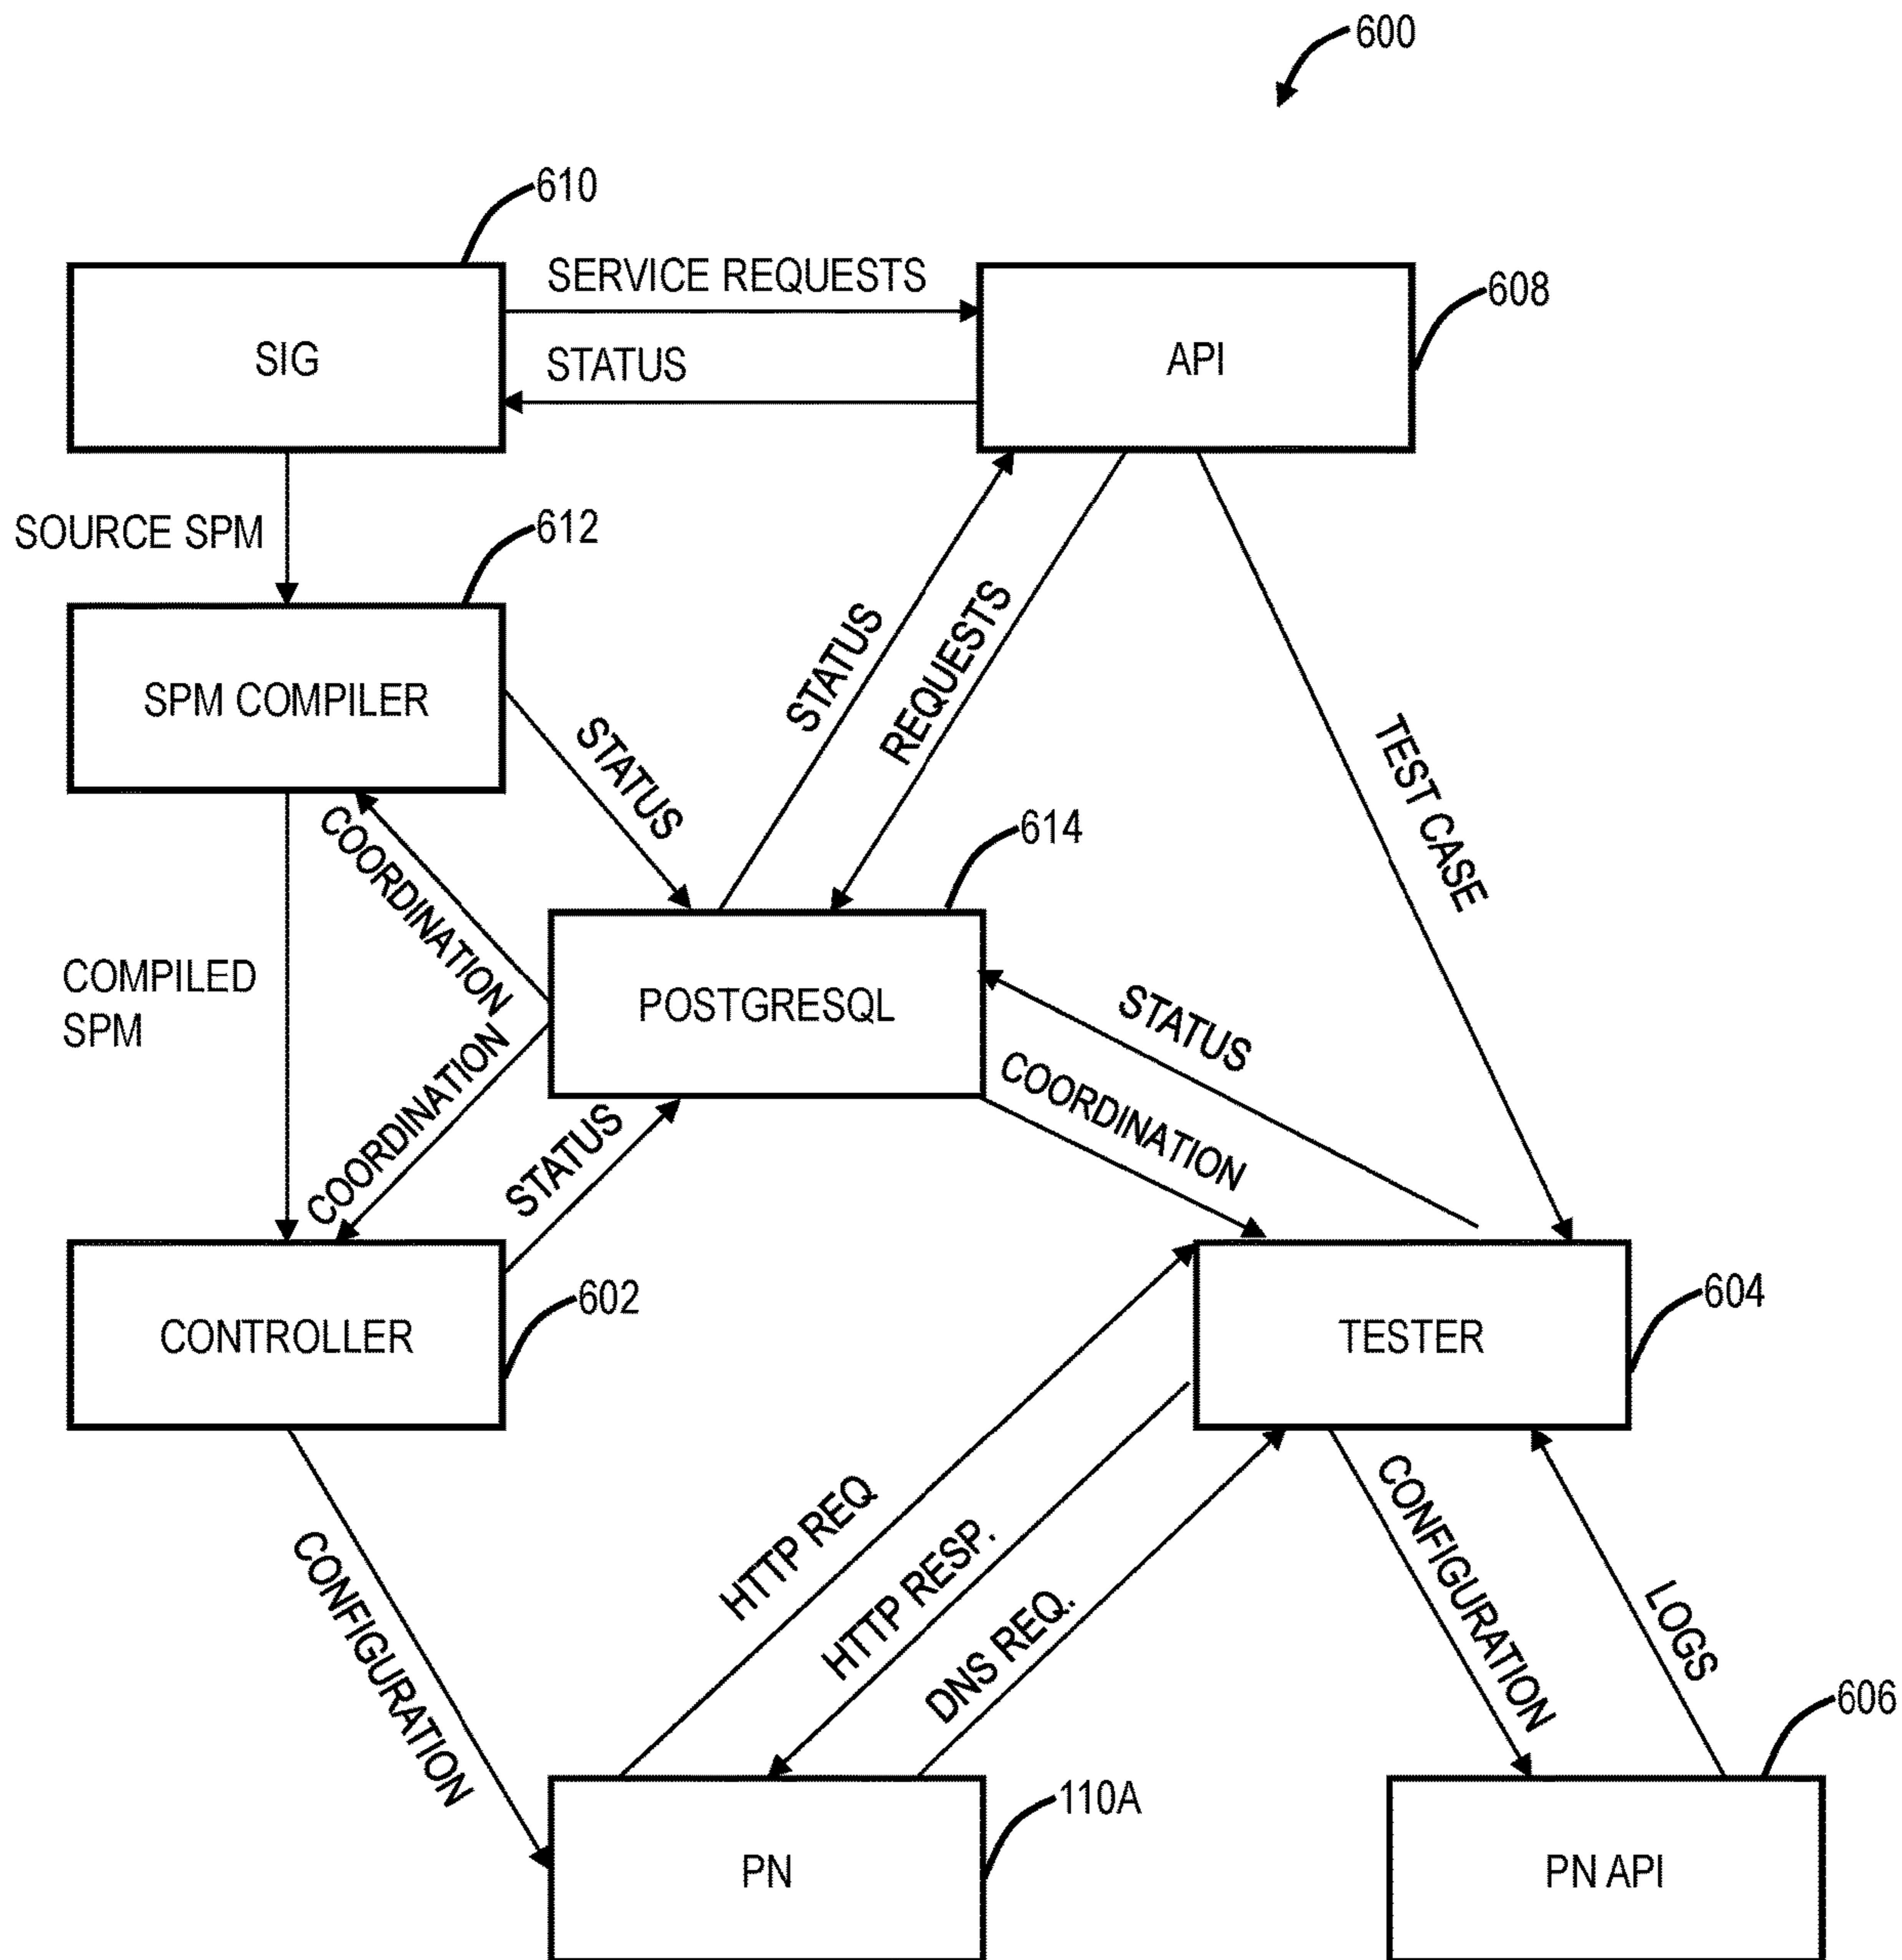 600
610
SERVICE REQUESTS
608
SIG
STATUS
API
SOURCE SPM
612
SPM COMPILER
STATUS
STATUS
REQUESTS
TEST CASE
COORDINATION
614
COMPILED
SPM
POSTGRESQL
STATUS
COORDINATION
COORDINATION
STATUS
602
604
CONTROLLER
TESTER
CONFIGURATION
HTTP REQ
HTTP RESP.
DNS REQ.
CONFIGURATION
LOGS
606
110A
PN
PN API